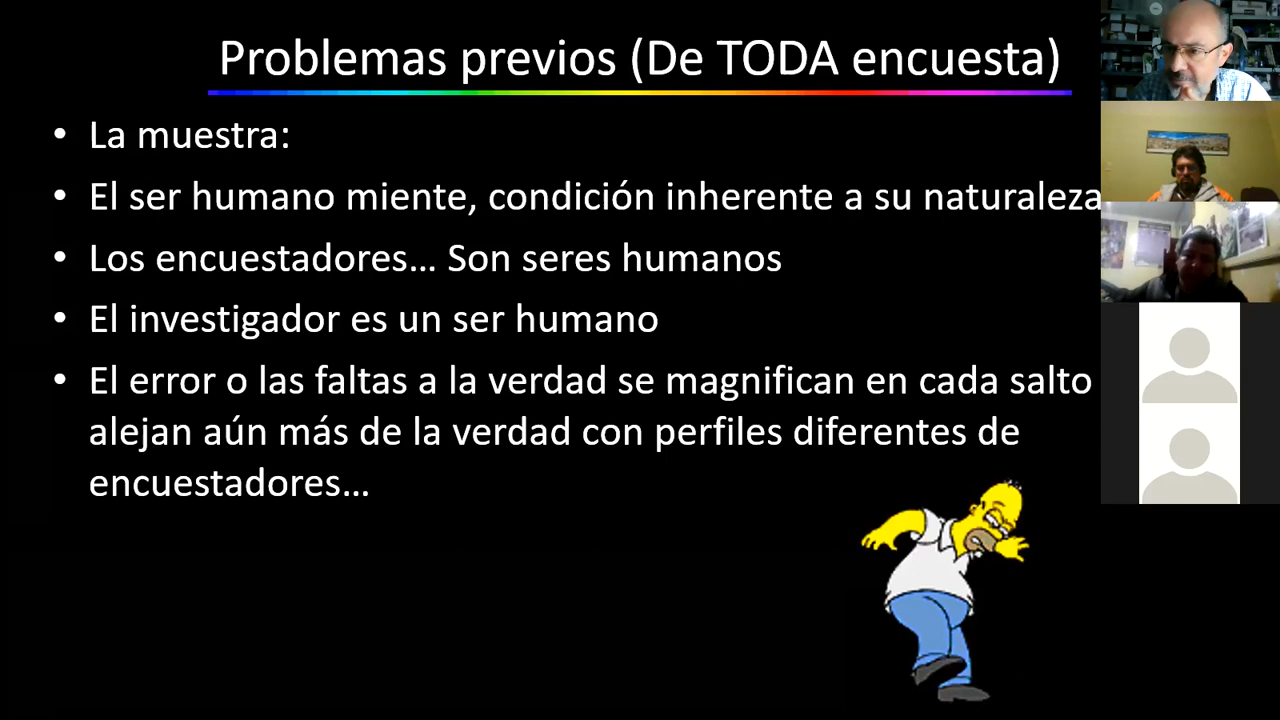 Problemas previos (De TODA encuesta)
• La muestra:
• El ser humano miente, condición inherente a su naturaleza
• Los encuestadores… Son seres humanos
• El investigador es un ser humano
• El error o las faltas a la verdad se magnifican en cada salto
alejan aún más de la verdad con perfiles diferentes de
encuestadores…